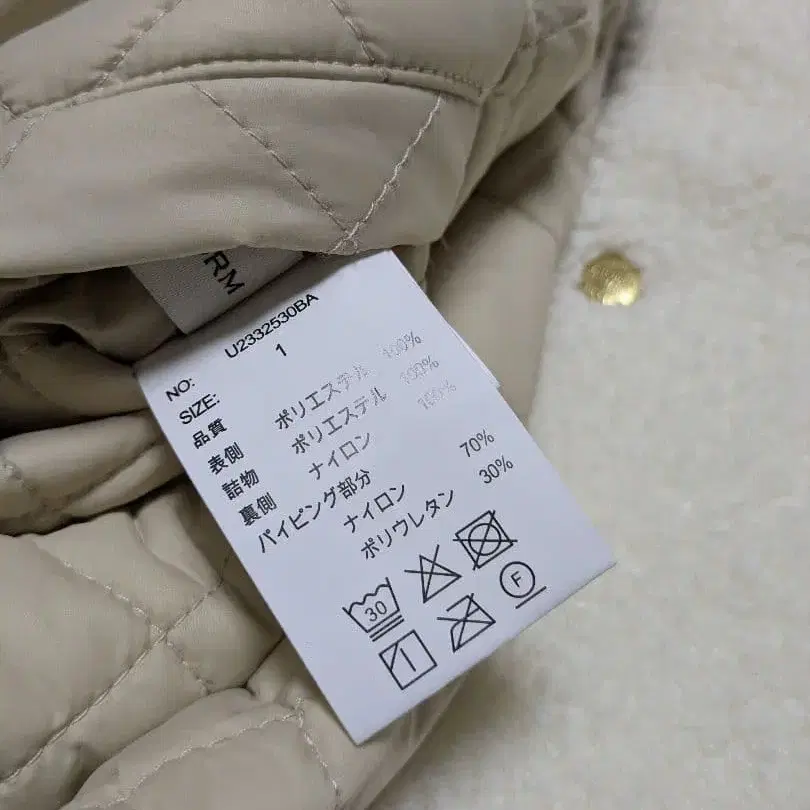 RM
NO: U2332530BA
SIZE: 1
品質
表側 ポリエステル 100%
詰物 ポリエステル 100%
裏側 ナイロン 100%
パイピング部分
ナイロン 70%
ポリウレタン 30%
30
F
1